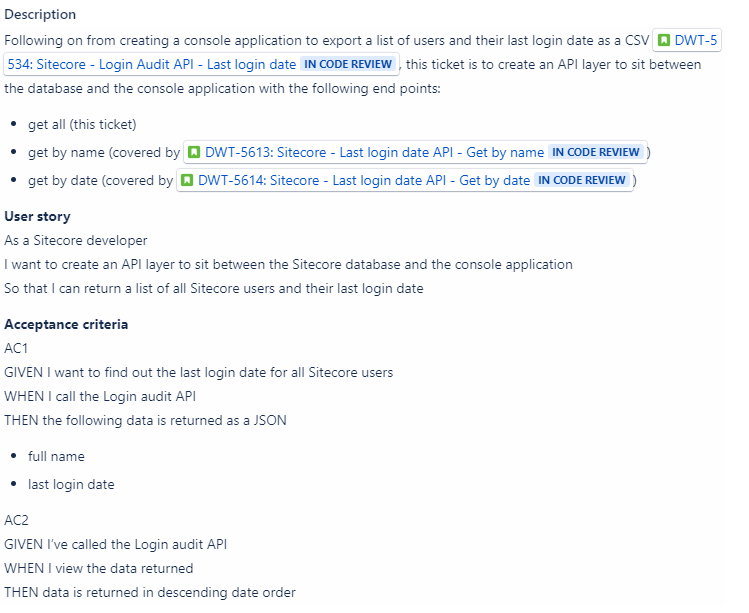 Description
Following on from creating a console application to export a list of users and their last login date as a CSV DWT-5
534: Sitecore - Login Audit API - Last login date IN CODE REVIEW , this ticket is to create an API layer to sit between
the database and the console application with the following end points:
• get all (this ticket)
• get by name (covered by DWT-5613: Sitecore - Last login date API - Get by name IN CODE REVIEW )
• get by date (covered by DWT-5614: Sitecore - Last login date API - Get by date IN CODE REVIEW )
User story
As a Sitecore developer
I want to create an API layer to sit between the Sitecore database and the console application
So that I can return a list of all Sitecore users and their last login date
Acceptance criteria
AC1
GIVEN I want to find out the last login date for all Sitecore users
WHEN I call the Login audit API
THEN the following data is returned as a JSON
• full name
• last login date
AC2
GIVEN I've called the Login audit API
WHEN I view the data returned
THEN data is returned in descending date order